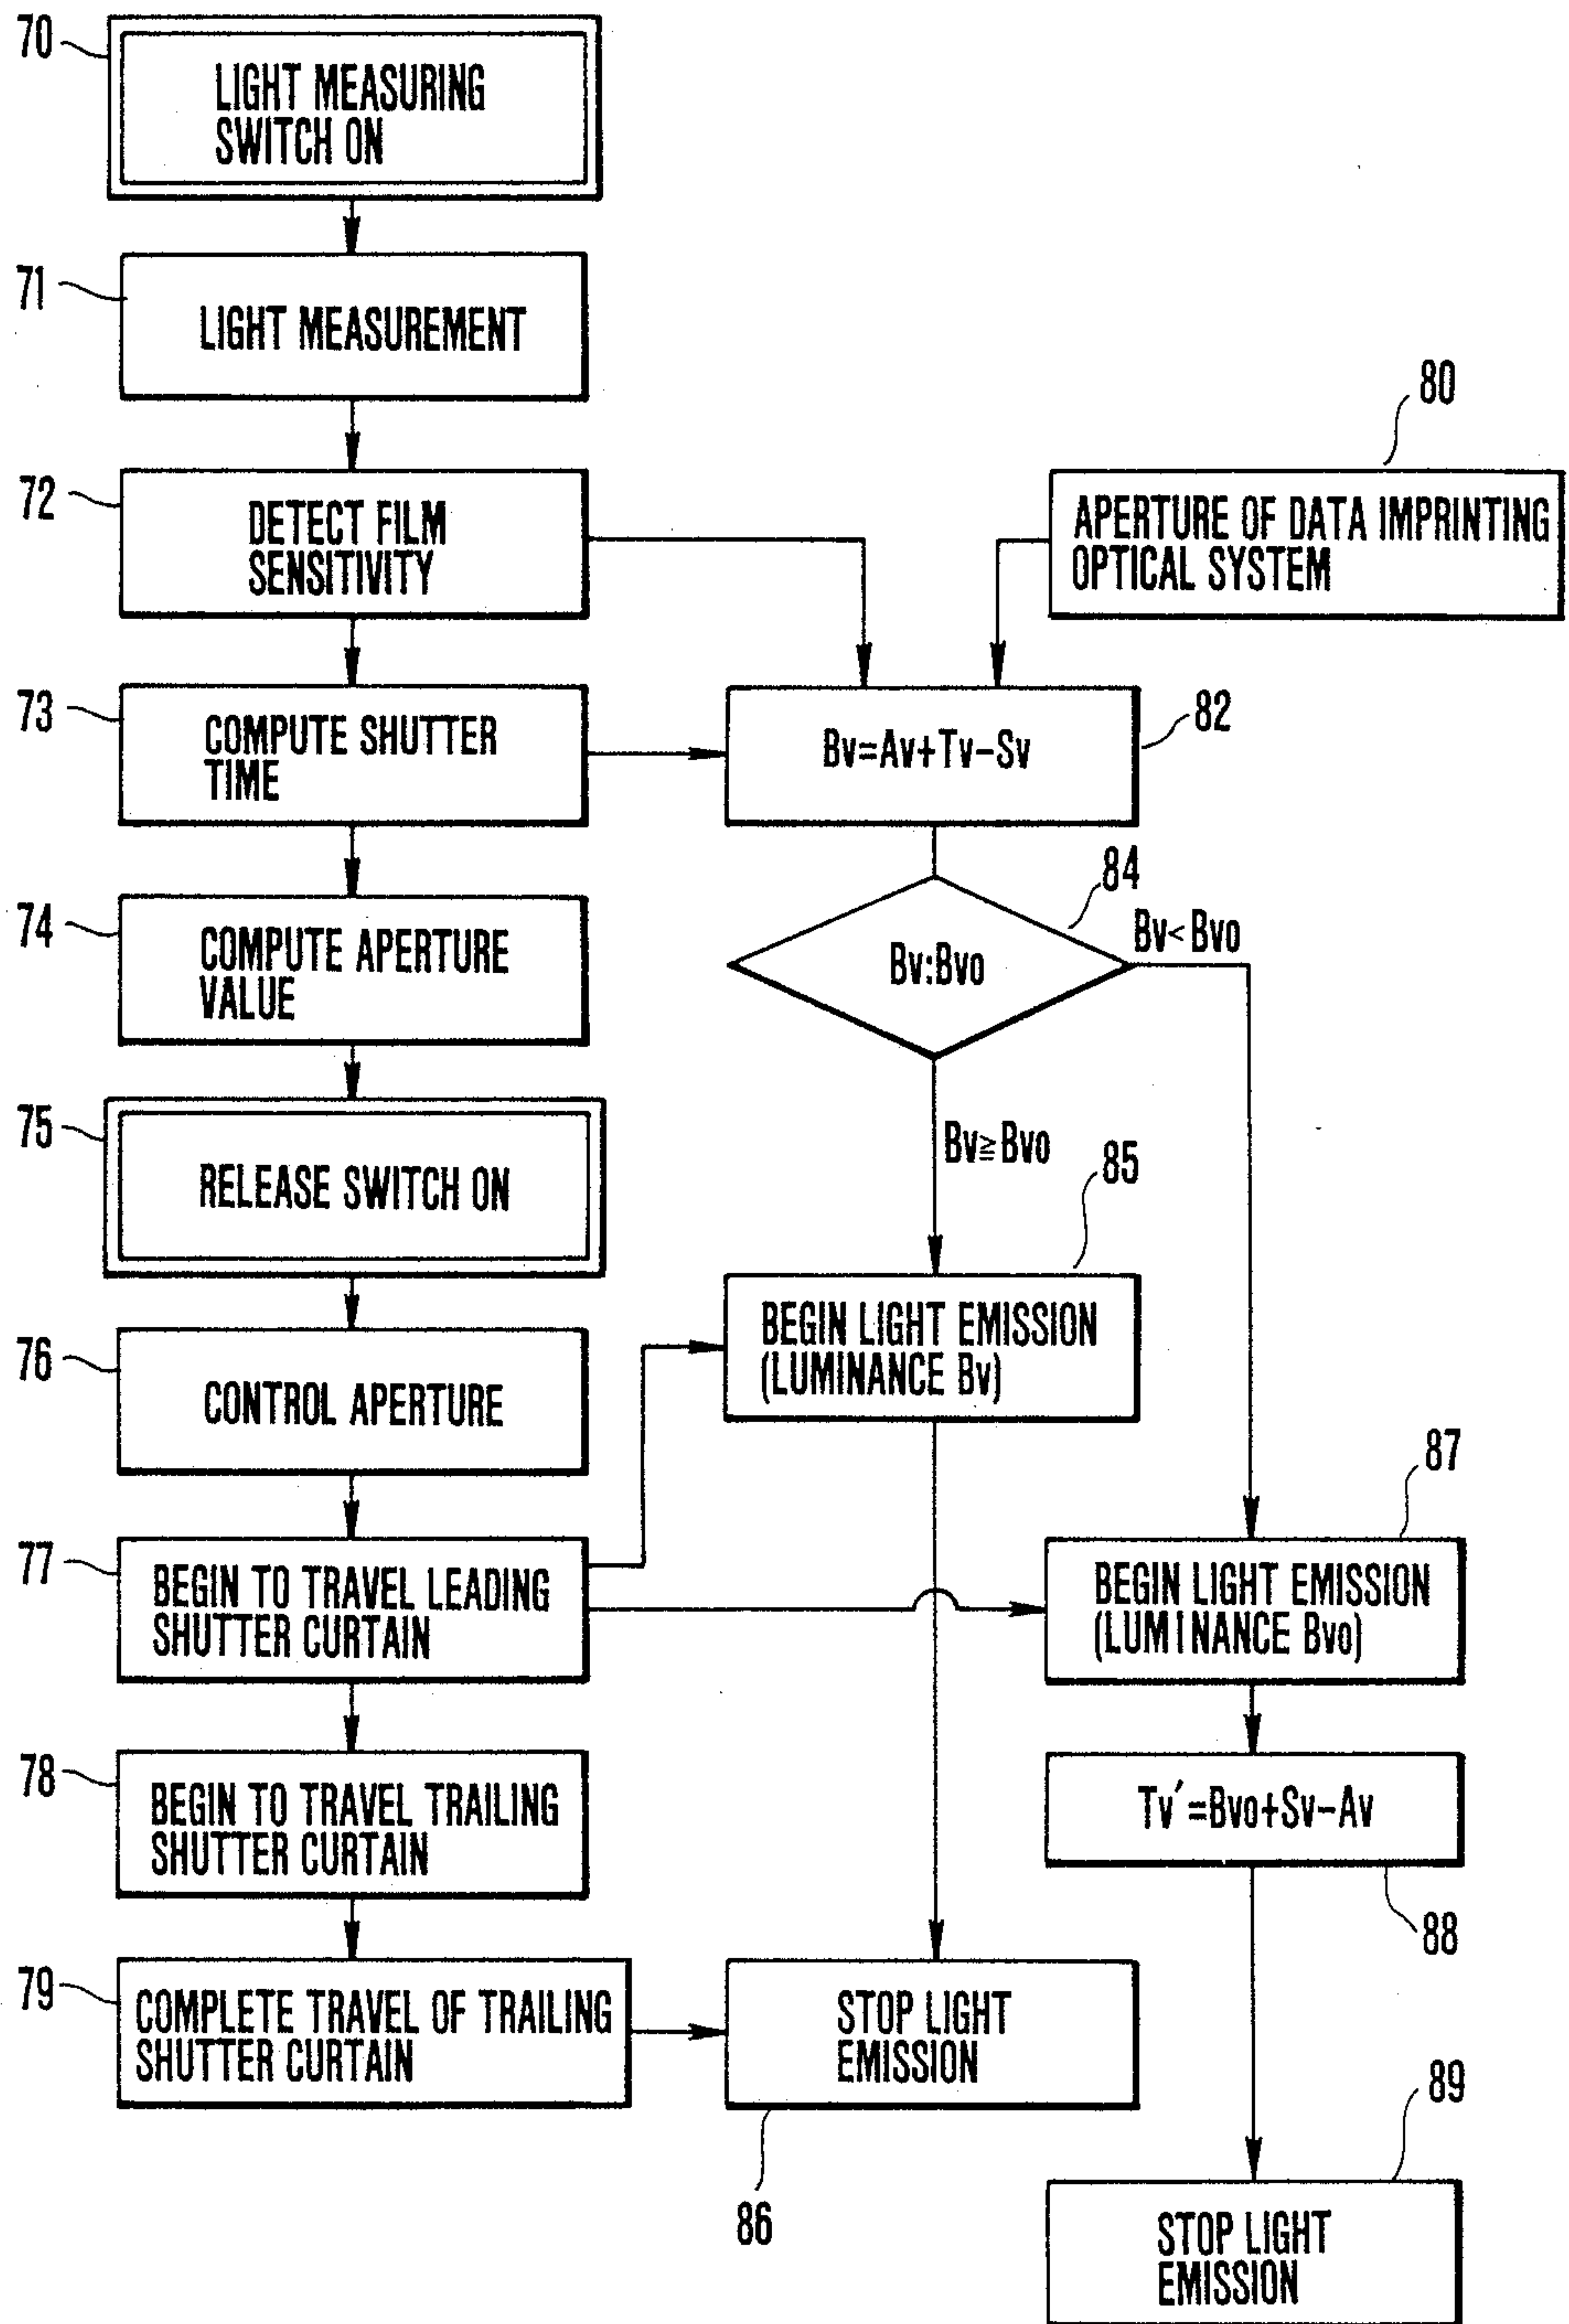 70
LIGHT MEASURING
SWITCH ON
71
LIGHT MEASUREMENT
72
DETECT FILM
SENSITIVITY
80
APERTURE OF DATA IMPRINTING
OPTICAL SYSTEM
73
COMPUTE SHUTTER
TIME
82
Bv=Av+Tv−Sv
74
COMPUTE APERTURE
VALUE
84
Bv:Bvo
Bv<Bvo
Bv≧Bvo
75
RELEASE SWITCH ON
85
BEGIN LIGHT EMISSION
(LUMINANCE Bv)
76
CONTROL APERTURE
77
BEGIN TO TRAVEL LEADING
SHUTTER CURTAIN
87
BEGIN LIGHT EMISSION
(LUMINANCE Bvo)
78
BEGIN TO TRAVEL TRAILING
SHUTTER CURTAIN
Tv′=Bvo+Sv−Av
88
79
COMPLETE TRAVEL OF TRAILING
SHUTTER CURTAIN
STOP LIGHT
EMISSION
86
89
STOP LIGHT
EMISSION